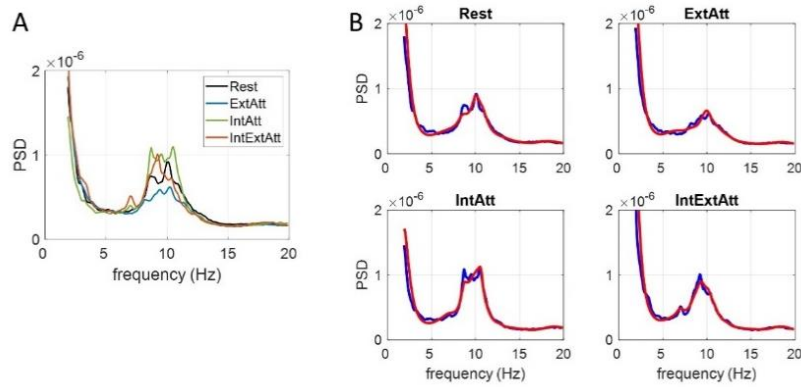 A
×10⁻⁶
2
1
0
PSD
0 5 10 15 20
frequency (Hz)
Rest
ExtAtt
IntAtt
IntExtAtt
B
Rest
×10⁻⁶
2
1
0
PSD
0 5 10 15 20
ExtAtt
×10⁻⁶
2
1
0
0 5 10 15 20
IntAtt
×10⁻⁶
2
1
0
PSD
0 5 10 15 20
frequency (Hz)
IntExtAtt
×10⁻⁶
2
1
0
0 5 10 15 20
frequency (Hz)